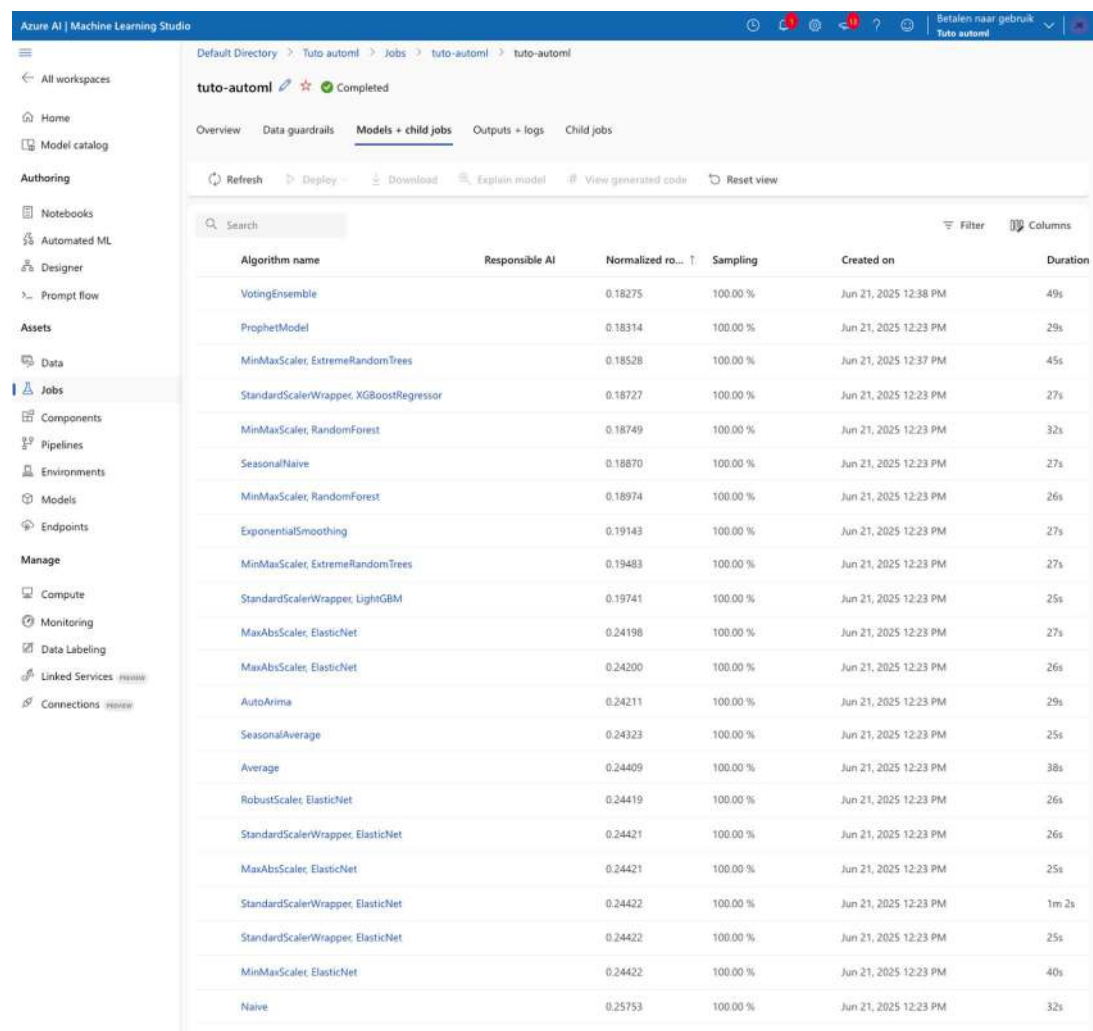 Azure AI | Machine Learning Studio
1
13
?
Betalen naar gebruik
Tuto automl
All workspaces
Home
Model catalog
Authoring
Notebooks
Automated ML
Designer
Prompt flow
Assets
Data
Jobs
Components
Pipelines
Environments
Models
Endpoints
Manage
Compute
Monitoring
Data Labeling
Linked Services PREVIEW
Connections PREVIEW
Default Directory > Tuto automl > Jobs > tuto-automl > tuto-automl
tuto-automl Completed
Overview Data guardrails Models + child jobs Outputs + logs Child jobs
Refresh Deploy Download Explain model View generated code Reset view
Search Filter Columns
Algorithm name Responsible AI Normalized ro... ↑ Sampling Created on Duration
VotingEnsemble 0.18275 100.00 % Jun 21, 2025 12:38 PM 49s
ProphetModel 0.18314 100.00 % Jun 21, 2025 12:23 PM 29s
MinMaxScaler, ExtremeRandomTrees 0.18528 100.00 % Jun 21, 2025 12:37 PM 45s
StandardScalerWrapper, XGBoostRegressor 0.18727 100.00 % Jun 21, 2025 12:23 PM 27s
MinMaxScaler, RandomForest 0.18749 100.00 % Jun 21, 2025 12:23 PM 32s
SeasonalNaive 0.18870 100.00 % Jun 21, 2025 12:23 PM 27s
MinMaxScaler, RandomForest 0.18974 100.00 % Jun 21, 2025 12:23 PM 26s
ExponentialSmoothing 0.19143 100.00 % Jun 21, 2025 12:23 PM 27s
MinMaxScaler, ExtremeRandomTrees 0.19483 100.00 % Jun 21, 2025 12:23 PM 27s
StandardScalerWrapper, LightGBM 0.19741 100.00 % Jun 21, 2025 12:23 PM 25s
MaxAbsScaler, ElasticNet 0.24198 100.00 % Jun 21, 2025 12:23 PM 27s
MaxAbsScaler, ElasticNet 0.24200 100.00 % Jun 21, 2025 12:23 PM 26s
AutoArima 0.24211 100.00 % Jun 21, 2025 12:23 PM 29s
SeasonalAverage 0.24323 100.00 % Jun 21, 2025 12:23 PM 25s
Average 0.24409 100.00 % Jun 21, 2025 12:23 PM 38s
RobustScaler, ElasticNet 0.24419 100.00 % Jun 21, 2025 12:23 PM 26s
StandardScalerWrapper, ElasticNet 0.24421 100.00 % Jun 21, 2025 12:23 PM 26s
MaxAbsScaler, ElasticNet 0.24421 100.00 % Jun 21, 2025 12:23 PM 25s
StandardScalerWrapper, ElasticNet 0.24422 100.00 % Jun 21, 2025 12:23 PM 1m 2s
StandardScalerWrapper, ElasticNet 0.24422 100.00 % Jun 21, 2025 12:23 PM 25s
MinMaxScaler, ElasticNet 0.24422 100.00 % Jun 21, 2025 12:23 PM 40s
Naive 0.25753 100.00 % Jun 21, 2025 12:23 PM 32s